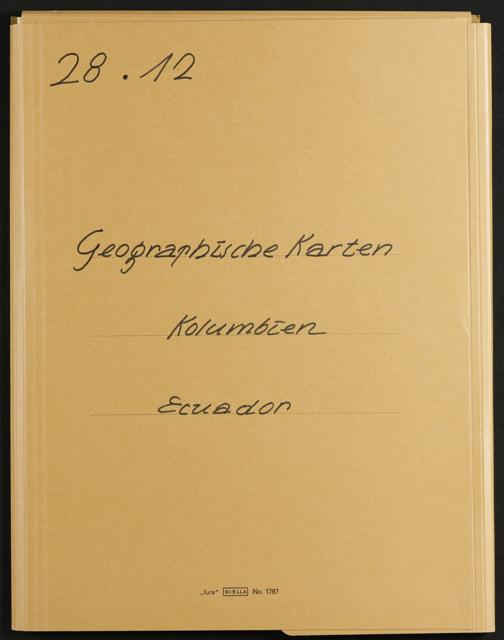 28.12
Geographische Karten
Kolumbien
Ecuador
„Jura“ BIELLA No. 1787